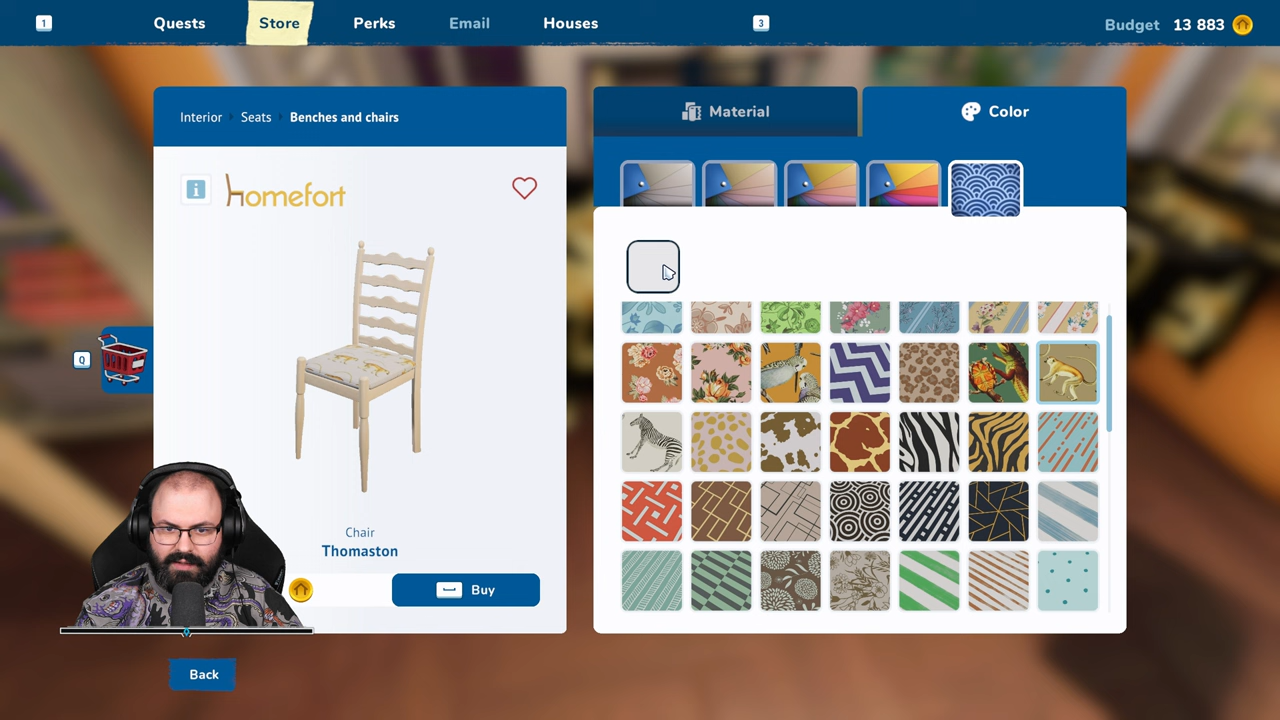 1 Quests Store Perks Email Houses 3 Budget 13 883
Interior Seats Benches and chairs
Material
Color
i homefort
Q
Chair
Thomaston
Buy
Back